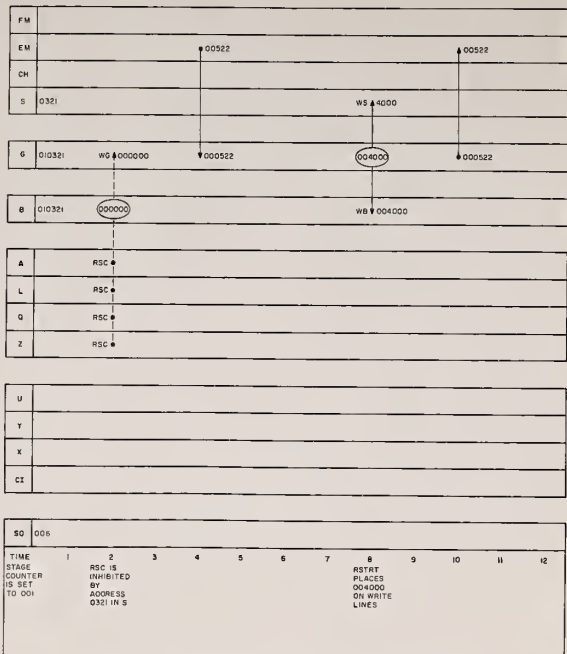 FM
EM 00522 00522
CH
S 0321 WS 4000
G 010321 WG 000000 000522 004000 000522
B 010321 000000 WB 004000
A RSC
L RSC
Q RSC
Z RSC
U
Y
X
CI
SQ 006
TIME 1 2 3 4 5 6 7 8 9 10 11 12
STAGE COUNTER IS SET TO 001
RSC IS INHIBITED BY ADDRESS 0321 IN S
RSTRT PLACES 004000 ON WRITE LINES